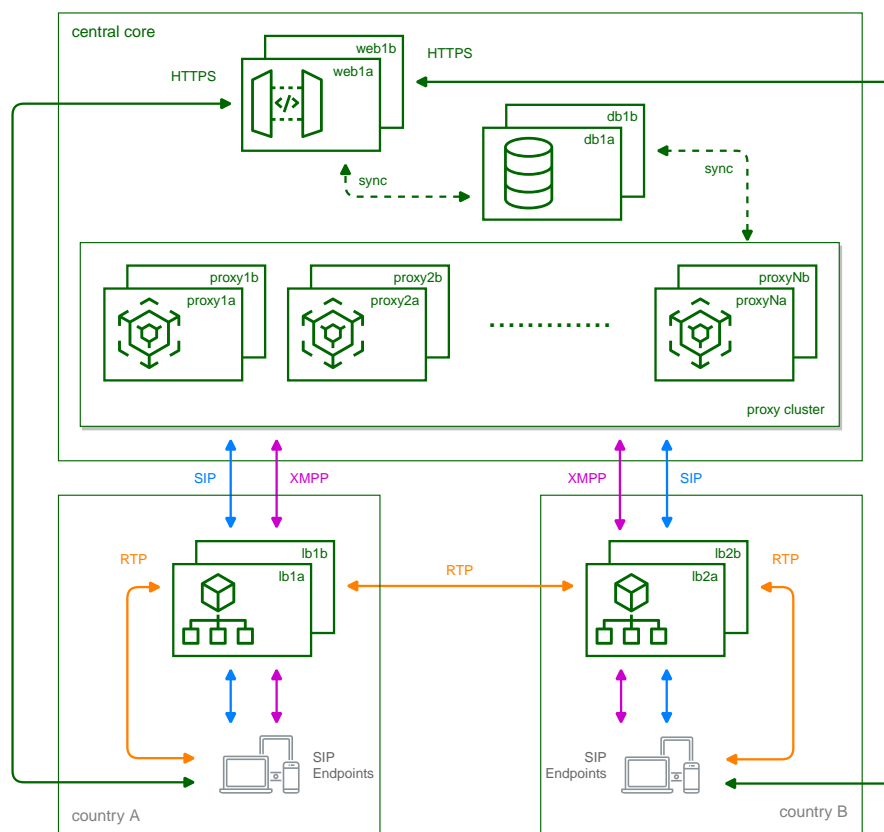 central core
web1b
HTTPS
web1a
HTTPS
</>
db1b
db1a
sync
sync
proxy1b
proxy1a
proxy2b
proxy2a
proxyNb
proxyNa
proxy cluster
SIP
XMPP
XMPP
SIP
lb1b
lb1a
RTP
RTP
lb2b
lb2a
RTP
SIP
Endpoints
SIP
Endpoints
country A
country B